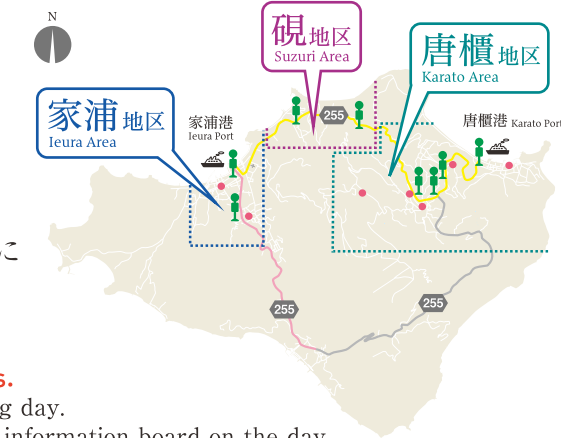 N
硯地区
Suzuri Area
唐櫃地区
Karato Area
家浦地区
Ieura Area
家浦港
Ieura Port
255
唐櫃港 Karato Port
に
255
255
s.
g day.
information board on the day